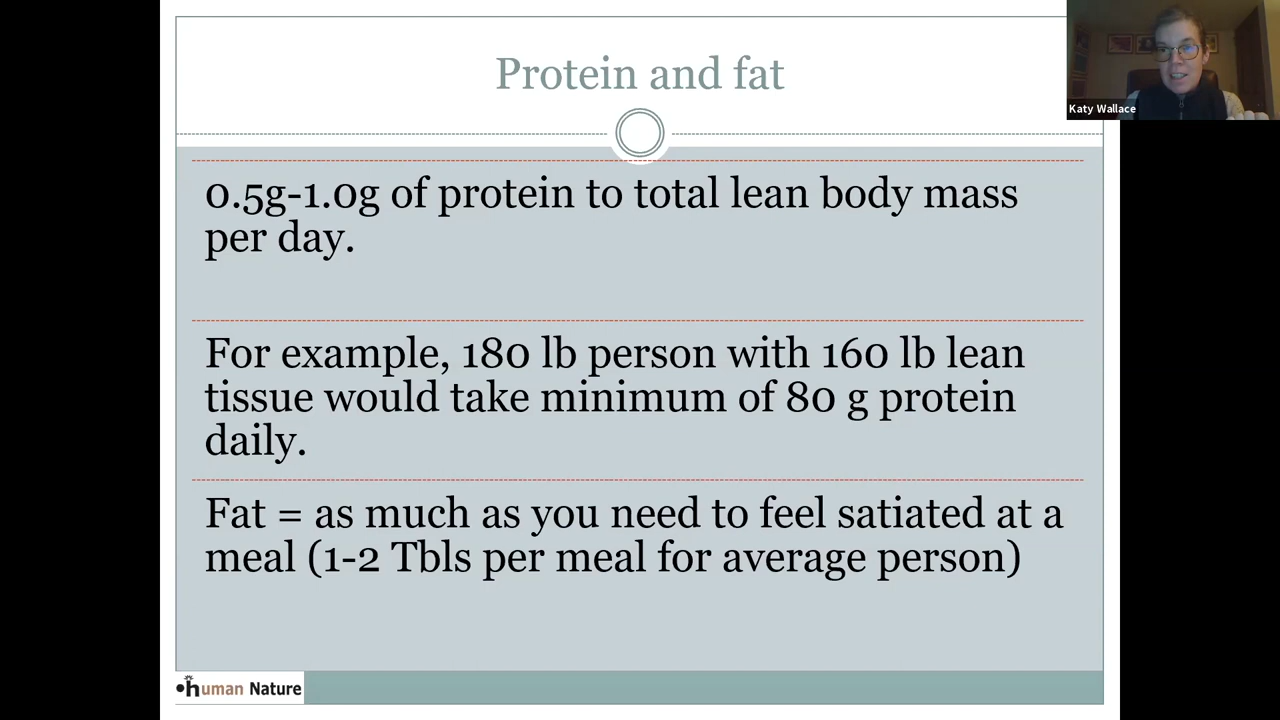 Protein and fat
Katy Wallace
0.5g-1.0g of protein to total lean body mass
per day.
For example, 180 lb person with 160 lb lean
tissue would take minimum of 80 g protein
daily.
Fat = as much as you need to feel satiated at a
meal (1-2 Tbls per meal for average person)
human Nature